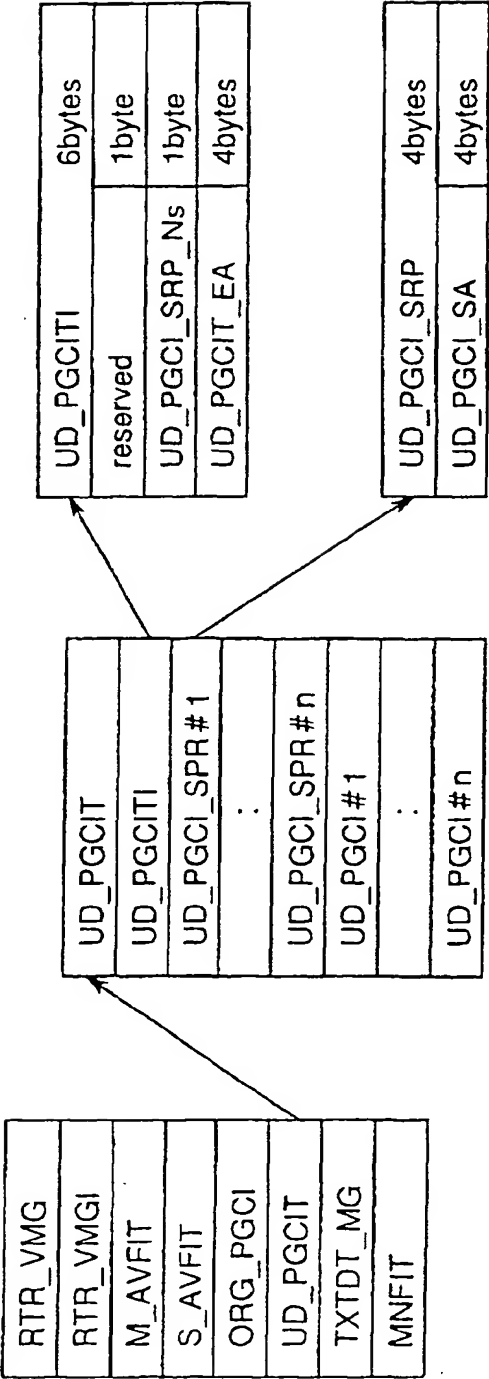 RTR_VMG
RTR_VMGI
M_AVFIT
S_AVFIT
ORG_PGCI
UD_PGCIT
TXTDT_MG
MNFIT
UD_PGCIT
UD_PGCITI
UD_PGCI_SPR#1
:
UD_PGCI_SPR#n
UD_PGCI#1
:
UD_PGCI#n
UD_PGCITI 6bytes
reserved 1byte
UD_PGCI_SRP_Ns 1byte
UD_PGCIT_EA 4bytes
UD_PGCI_SRP 4bytes
UD_PGCI_SA 4bytes